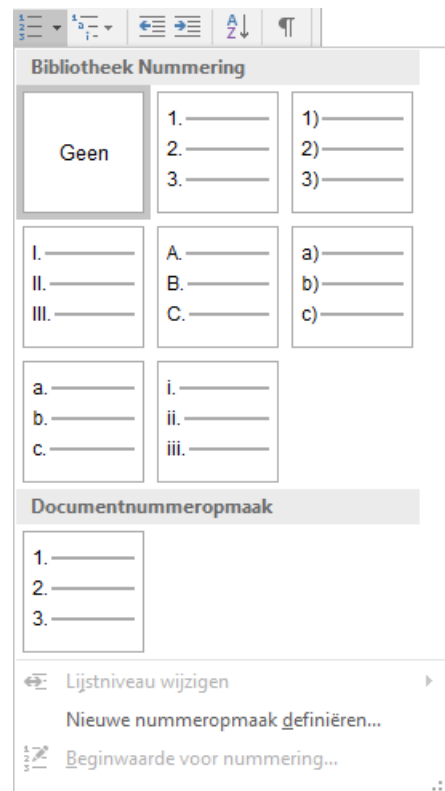 Bibliotheek Nummering
Geen
1.
2.
3.
1)
2)
3)
I.
II.
III.
A.
B.
C.
a)
b)
c)
a.
b.
c.
i.
ii.
iii.
Documentnummeropmaak
1.
2.
3.
Lijstniveau wijzigen
Nieuwe nummeropmaak definiëren...
Beginwaarde voor nummering...